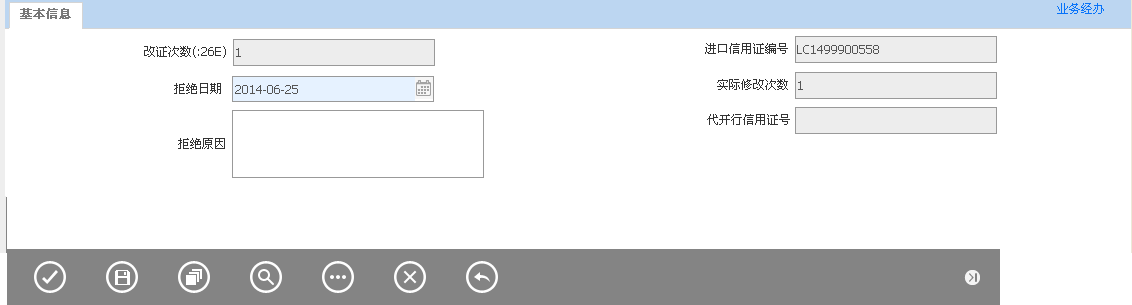 基本信息 业务经办
改证次数(:26E) 1 进口信用证编号 LC1499900558
拒绝日期 2014-06-25 实际修改次数 1
代开行信用证号
拒绝原因